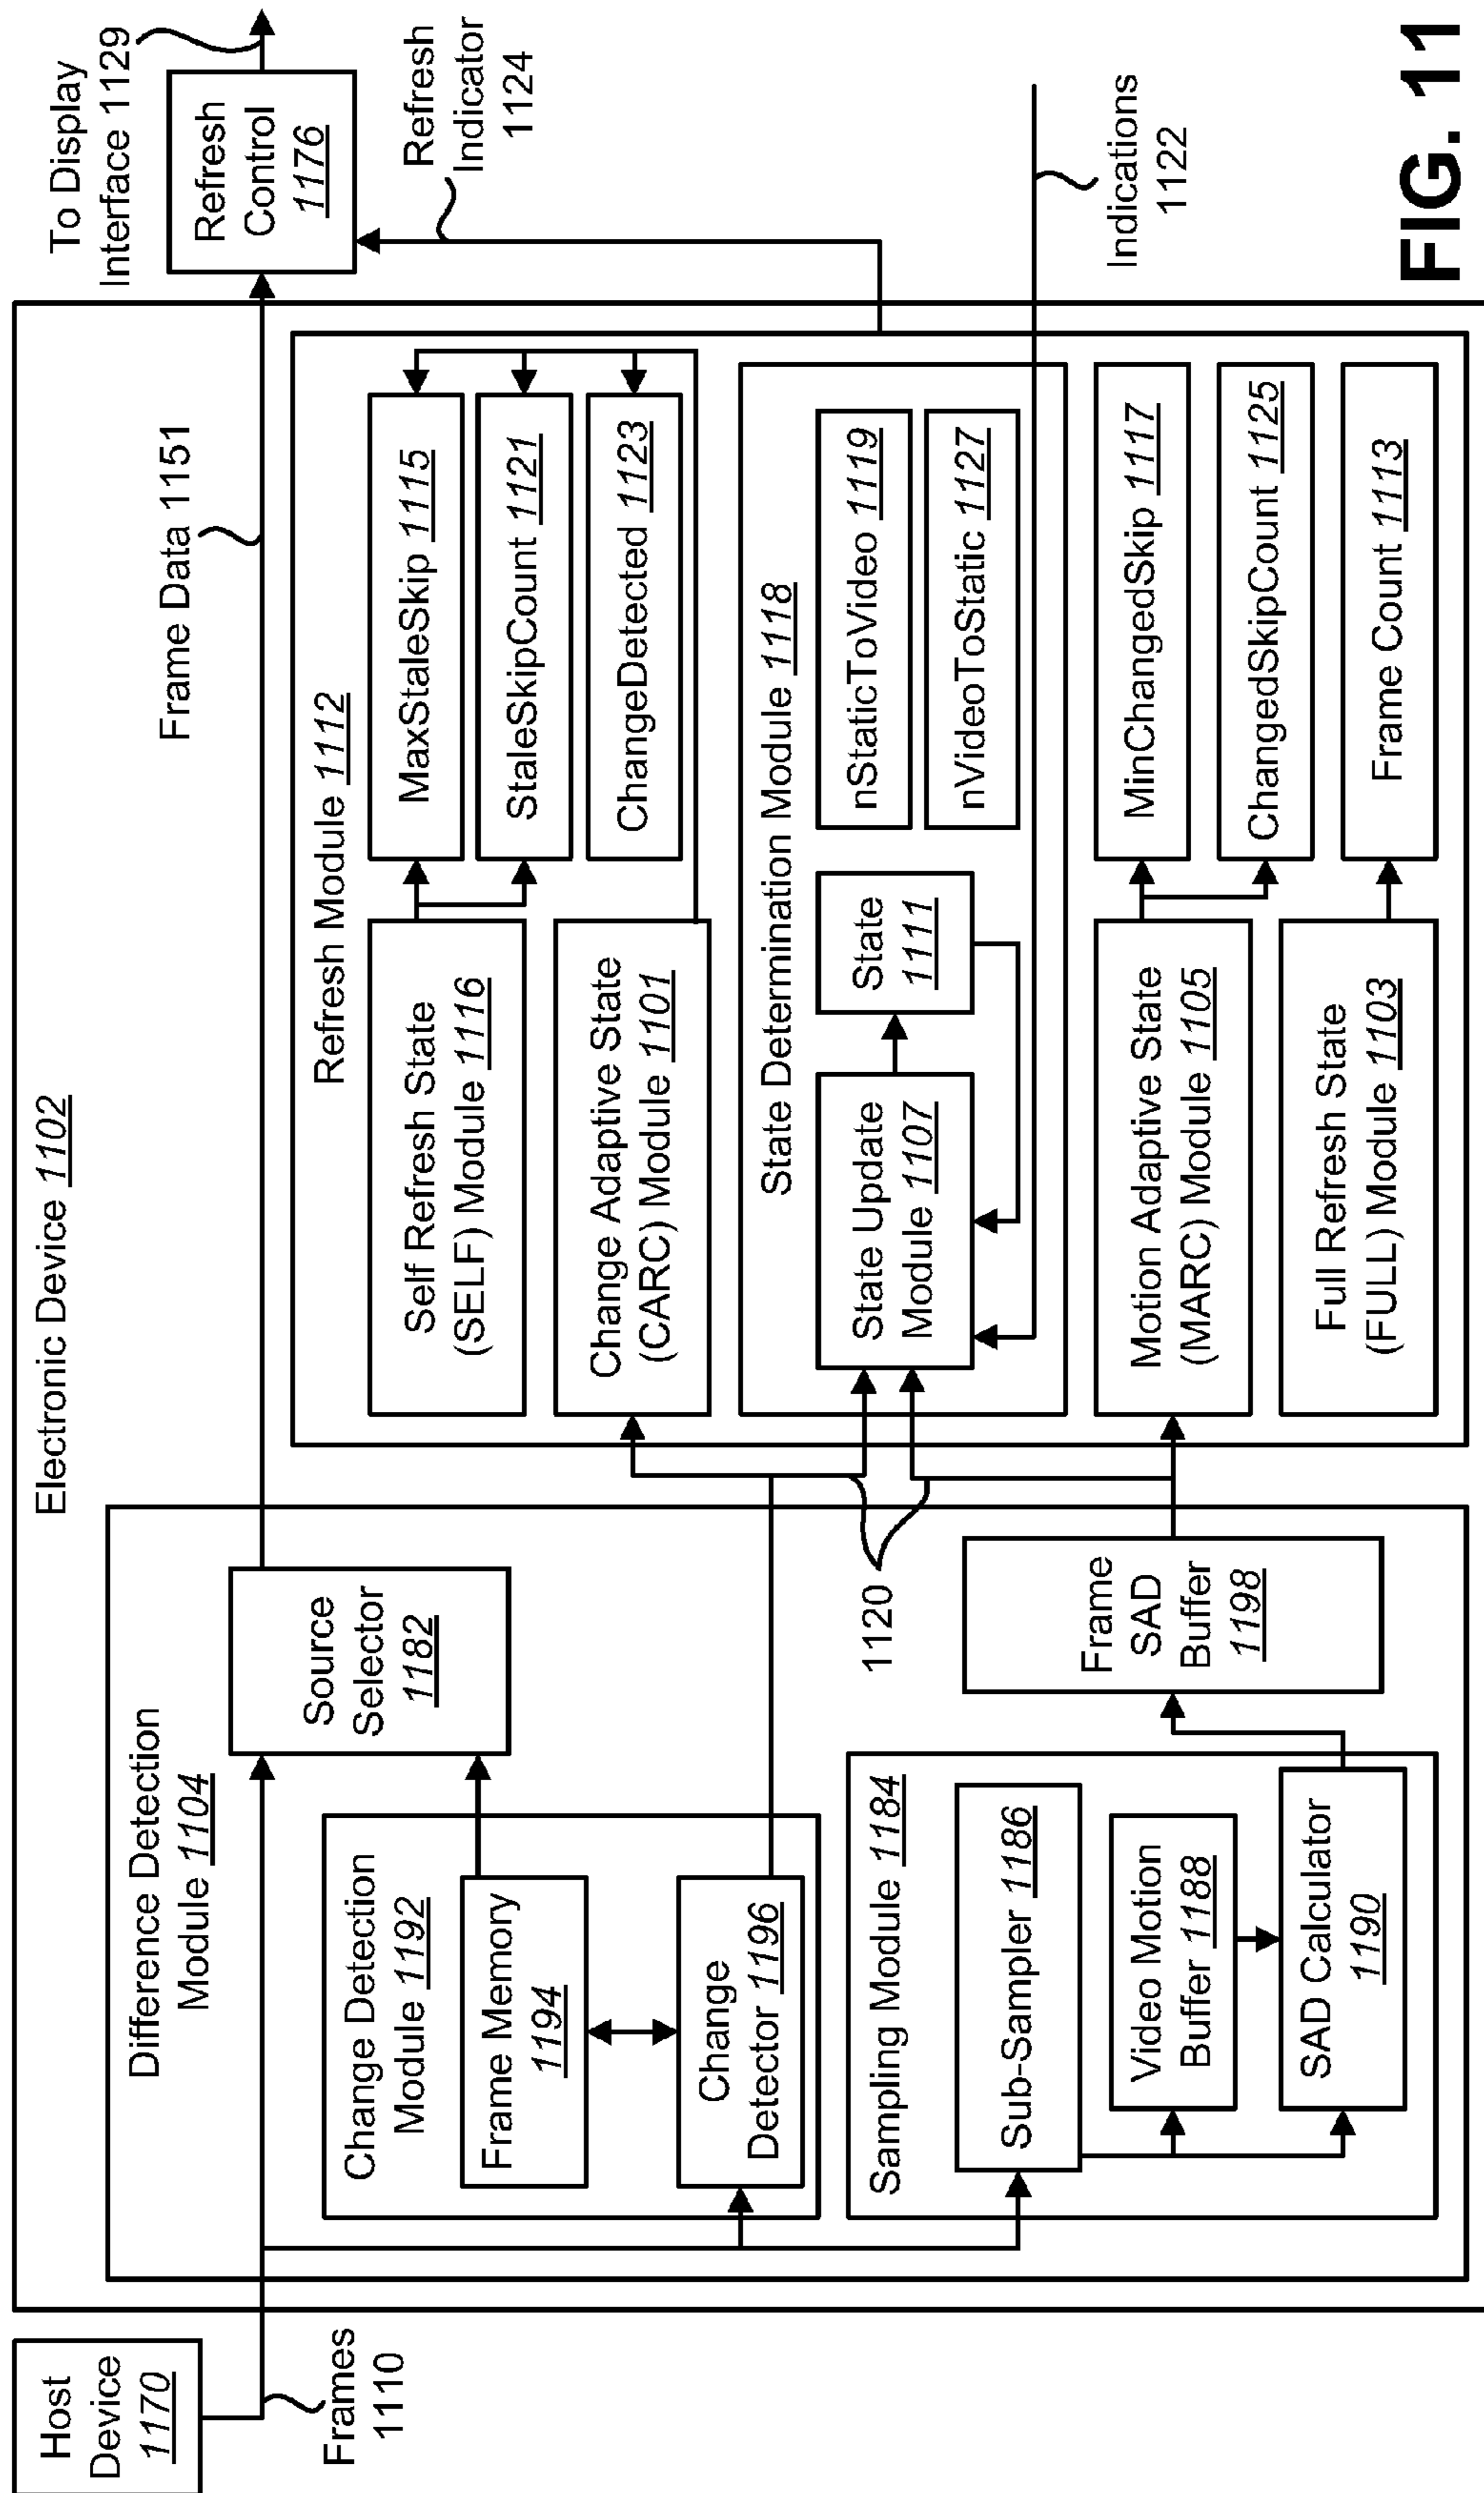 Host
Device
1170
Frames
1110
Electronic Device 1102
Difference Detection
Module 1104
Source
Selector
1182
Change Detection
Module 1192
Frame Memory
1194
Change
Detector 1196
Sampling Module 1184
Sub-Sampler 1186
Video Motion
Buffer 1188
SAD Calculator
1190
Frame
SAD
Buffer
1198
1120
Frame Data 1151
Refresh Module 1112
Self Refresh State
(SELF) Module 1116
MaxStaleSkip 1115
StaleSkipCount 1121
Change Adaptive State
(CARC) Module 1101
ChangeDetected 1123
State Determination Module 1118
State Update
Module 1107
State
1111
nStaticToVideo 1119
nVideoToStatic 1127
Motion Adaptive State
(MARC) Module 1105
MinChangedSkip 1117
ChangedSkipCount 1125
Full Refresh State
(FULL) Module 1103
Frame Count 1113
To Display
Interface 1129
Refresh
Control
1176
Refresh
Indicator
1124
Indications
1122
FIG. 11